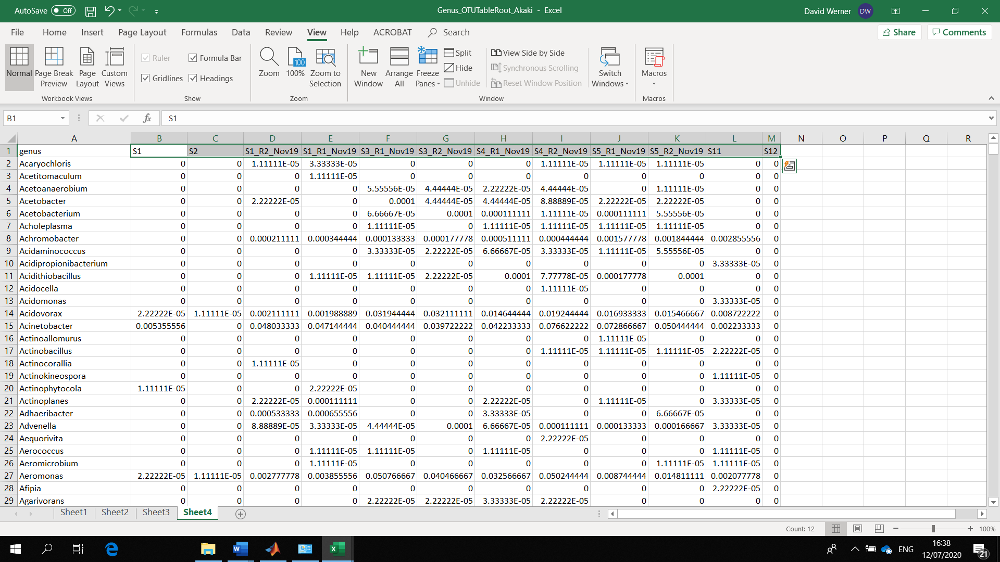 AutoSave Off Genus_OTUTableRoot_Akaki - Excel David Werner DW
File Home Insert Page Layout Formulas Data Review View Help ACROBAT Search Share Comments
Normal Page Break Preview Page Layout Custom Views
Workbook Views
Ruler Formula Bar
Gridlines Headings
Show
Zoom 100 100% Zoom to Selection
Zoom
New Window Arrange All Freeze Panes
Split
Hide
Unhide
View Side by Side
Synchronous Scrolling
Reset Window Position
Switch Windows
Window
Macros
Macros
B1 fx S1
A B C D E F G H I J K L M N O P Q R
1 genus S1 S2 S1_R2_Nov19 S1_R1_Nov19 S3_R1_Nov19 S3_R2_Nov19 S4_R1_Nov19 S4_R2_Nov19 S5_R1_Nov19 S5_R2_Nov19 S11 S12
2 Acaryochloris 0 0 1.11111E-05 3.33333E-05 0 0 0 1.11111E-05 1.11111E-05 1.11111E-05 0 0
3 Acetitomaculum 0 0 0 1.11111E-05 0 0 0 0 0 0 0 0
4 Acetoanaerobium 0 0 0 0 5.55556E-05 4.44444E-05 2.22222E-05 4.44444E-05 0 1.11111E-05 0 0
5 Acetobacter 0 0 2.22222E-05 0 0.0001 4.44444E-05 4.44444E-05 8.88889E-05 2.22222E-05 2.22222E-05 0 0
6 Acetobacterium 0 0 0 0 6.66667E-05 0.0001 0.000111111 1.11111E-05 0.000111111 5.55556E-05 0 0
7 Acholeplasma 0 0 0 0 1.11111E-05 0 1.11111E-05 1.11111E-05 1.11111E-05 1.11111E-05 0 0
8 Achromobacter 0 0 0.000211111 0.000344444 0.000133333 0.000177778 0.000511111 0.000444444 0.001577778 0.001844444 0.002855556 0
9 Acidaminococcus 0 0 0 0 3.33333E-05 2.22222E-05 6.66667E-05 3.33333E-05 1.11111E-05 5.55556E-05 0 0
10 Acidipropionibacterium 0 0 0 0 0 0 0 0 0 0 3.33333E-05 0
11 Acidithiobacillus 0 0 0 1.11111E-05 1.11111E-05 2.22222E-05 0.0001 7.77778E-05 0.000177778 0.0001 0 0
12 Acidocella 0 0 0 0 0 0 0 1.11111E-05 0 0 0 0
13 Acidomonas 0 0 0 0 0 0 0 0 0 0 3.33333E-05 0
14 Acidovorax 2.22222E-05 1.11111E-05 0.002111111 0.001988889 0.031944444 0.032111111 0.014644444 0.019244444 0.016933333 0.015466667 0.008722222 0
15 Acinetobacter 0.005355556 0 0.048033333 0.047144444 0.040444444 0.039722222 0.042233333 0.076622222 0.072866667 0.050444444 0.002233333 0
16 Actinoallomurus 0 0 0 0 0 0 0 0 1.11111E-05 0 0 0
17 Actinobacillus 0 0 0 0 0 0 0 1.11111E-05 1.11111E-05 1.11111E-05 2.22222E-05 0
18 Actinocorallia 0 0 1.11111E-05 0 0 0 0 0 0 0 0 0
19 Actinokineospora 0 0 0 0 0 0 0 0 0 0 1.11111E-05 0
20 Actinophytocola 1.11111E-05 0 0 2.22222E-05 0 0 0 0 0 0 0 0
21 Actinoplanes 0 0 2.22222E-05 0.000111111 0 0 2.22222E-05 0 1.11111E-05 0 3.33333E-05 0
22 Adhaeribacter 0 0 0.000533333 0.000655556 0 0 3.33333E-05 0 0 6.66667E-05 0 0
23 Advenella 0 0 8.88889E-05 3.33333E-05 4.44444E-05 0.0001 6.66667E-05 0.000111111 0.000133333 0.000166667 3.33333E-05 0
24 Aequorivita 0 0 0 0 0 0 0 2.22222E-05 0 0 0 0
25 Aerococcus 0 0 0 1.11111E-05 1.11111E-05 0 1.11111E-05 0 0 0 1.11111E-05 0
26 Aeromicrobium 0 0 0 1.11111E-05 0 0 0 0 0 1.11111E-05 1.11111E-05 0
27 Aeromonas 2.22222E-05 1.11111E-05 0.002777778 0.003855556 0.050766667 0.040466667 0.032566667 0.050244444 0.008744444 0.014811111 0.002077778 0
28 Afipia 0 0 0 0 0 0 0 0 0 0 2.22222E-05 0
29 Agarivorans 0 0 0 0 2.22222E-05 2.22222E-05 3.33333E-05 2.22222E-05 0 0 0 0
Sheet1 Sheet2 Sheet3 Sheet4
Count: 12 100%
ENG 16:38 12/07/2020 21